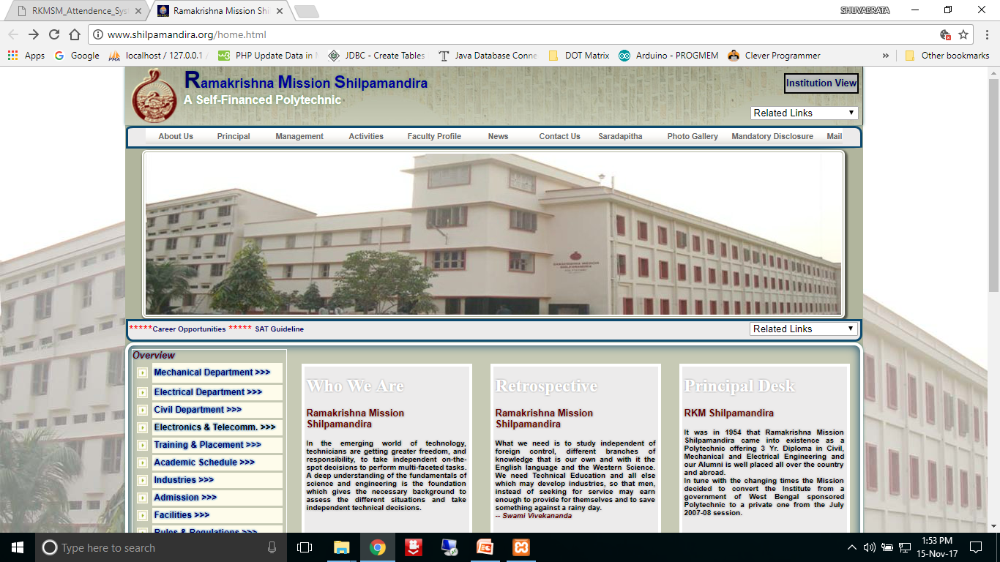 RKMSM_Attendence_Sys
Ramakrishna Mission Shi
SHUVABRATA
www.shilpamandira.org/home.html
Apps
Google
localhost / 127.0.0.1 /
PHP Update Data in
JDBC - Create Tables
Java Database Conne
DOT Matrix
Arduino - PROGMEM
Clever Programmer
»
Other bookmarks
Ramakrishna Mission Shilpamandira
A Self-Financed Polytechnic
Institution View
Related Links
About Us
Principal
Management
Activities
Faculty Profile
News
Contact Us
Saradapitha
Photo Gallery
Mandatory Disclosure
Mail
RAMAKRISHNA MISSION
SHILPAMANDIRA
*****Career Opportunities ***** SAT Guideline
Related Links
Overview
Mechanical Department >>>
Electrical Department >>>
Civil Department >>>
Electronics & Telecomm. >>>
Training & Placement >>>
Academic Schedule >>>
Industries >>>
Admission >>>
Facilities >>>
Rules & Regulations >>>
Who We Are
Ramakrishna Mission
Shilpamandira
In the emerging world of technology,
technicians are getting greater freedom, and
responsibility, to take independent on-the-
spot decisions to perform multi-faceted tasks.
A deep understanding of the fundamentals of
science and engineering is the foundation
which gives the necessary background to
assess the different situations and take
independent technical decisions.
Retrospective
Ramakrishna Mission
Shilpamandira
What we need is to study independent of
foreign control, different branches of
knowledge that is our own and with it the
English language and the Western Science.
We need Technical Education and all else
which may develop industries, so that men,
instead of seeking for service may earn
enough to provide for themselves and to save
something against a rainy day.
-- Swami Vivekananda
Principal Desk
RKM Shilpamandira
It was in 1954 that Ramakrishna Mission
Shilpamandira came into existence as a
Polytechnic offering 3 Yr. Diploma in Civil,
Mechanical and Electrical Engineering and
our Alumni is well placed all over the country
and abroad.
In tune with the changing times the Mission
decided to convert the Institute from a
government of West Bengal sponsored
Polytechnic to a private one from the July
2007-08 session.
Type here to search
1:53 PM
15-Nov-17